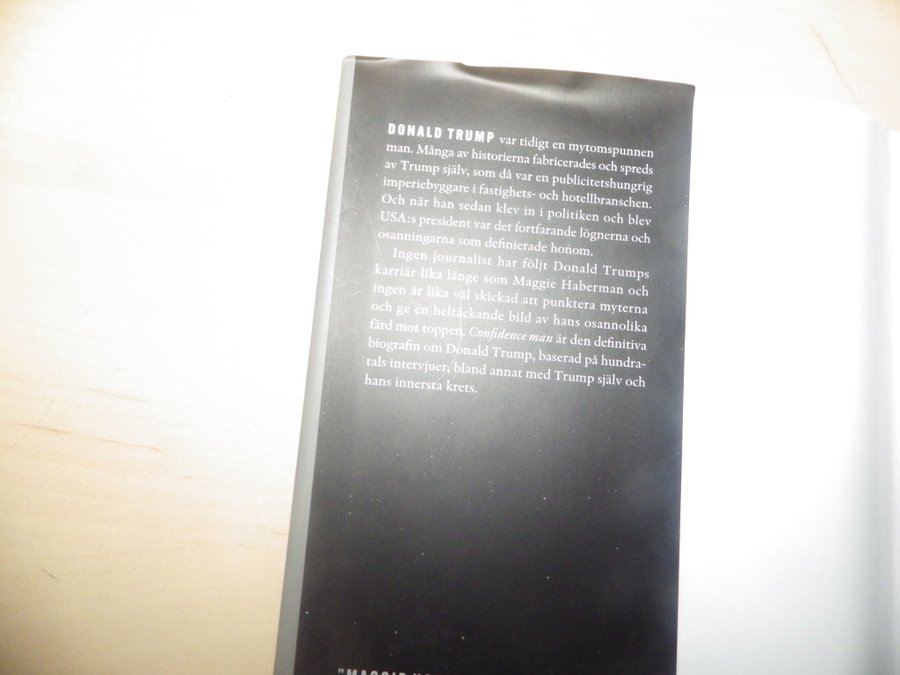 DONALD TRUMP var tidigt en mytomspunnen
man. Många av historierna fabricerades och spreds
av Trump själv, som då var en publicitetshungrig
imperiebyggare i fastighets- och hotellbranschen.
Och när han sedan klev in i politiken och blev
USA:s president var det fortfarande lögnerna och
osanningarna som definierade honom.
Ingen journalist har följt Donald Trumps
karriär lika länge som Maggie Haberman och
ingen är lika väl skickad att punktera myterna
och ge en heltäckande bild av hans osannolika
färd mot toppen. Confidence man är den definitiva
biografin om Donald Trump, baserad på hundra-
tals intervjuer, bland annat med Trump själv och
hans innersta krets.
"MAGGIE